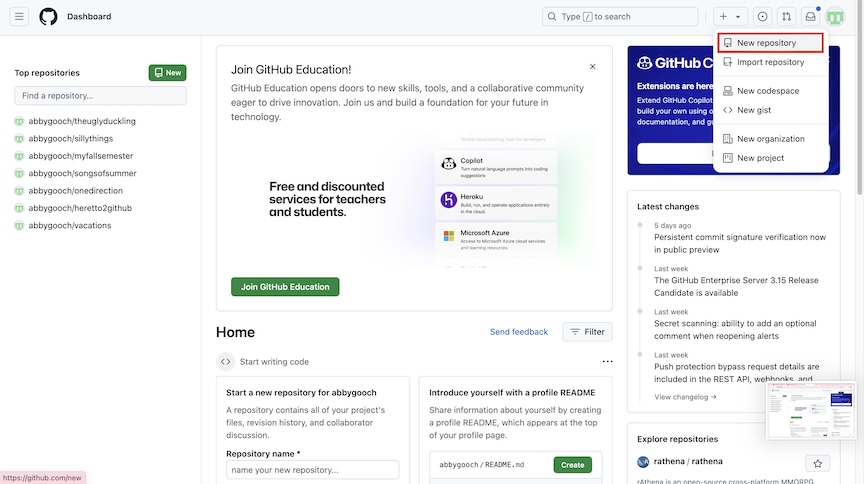 Dashboard
Type / to search
New repository
Import repository
New codespace
New gist
New organization
New project
Top repositories
New
Find a repository...
abbygooch/theuglyduckling
abbygooch/sillythings
abbygooch/myfallsemester
abbygooch/songsofsummer
abbygooch/onedirection
abbygooch/heretto2github
abbygooch/vacations
Join GitHub Education!
GitHub Education opens doors to new skills, tools, and a collaborative community
eager to drive innovation. Join us and build a foundation for your future in
technology.
Free and discounted
services for teachers
and students.
Copilot
Turn natural language prompts into coding
suggestions
Heroku
Build, run, and operate applications entirely
in the cloud.
Microsoft Azure
Access to Microsoft Azure cloud services
and learning resources
Join GitHub Education
Home
Send feedback
Filter
Start writing code
Start a new repository for abbygooch
A repository contains all of your project's
files, revision history, and collaborator
discussion.
Repository name *
name your new repository...
Introduce yourself with a profile README
Share information about yourself by creating
a profile README, which appears at the top
of your profile page.
abbygooch / README.md
Create
GitHub C
Extensions are here
Extend GitHub Copilot
build your own using o
documentation, and gu
Latest changes
5 days ago
Persistent commit signature verification now
in public preview
Last week
The GitHub Enterprise Server 3.15 Release
Candidate is available
Last week
Secret scanning: ability to add an optional
comment when reopening alerts
Last week
Push protection bypass request details are
included in the REST API, webhooks, and
View changelog →
Explore repositories
rathena / rathena
rAthena is an open-source cross-platform MMORPG
https://github.com/new